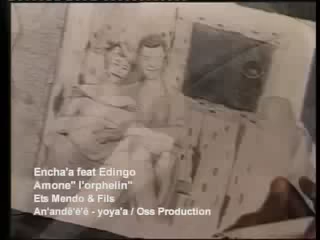 Encha'a feat Edingo
Amone" l'orphelin"
Ets Mendo & Fils
An'andè'è'è - yoya'a / Oss Production